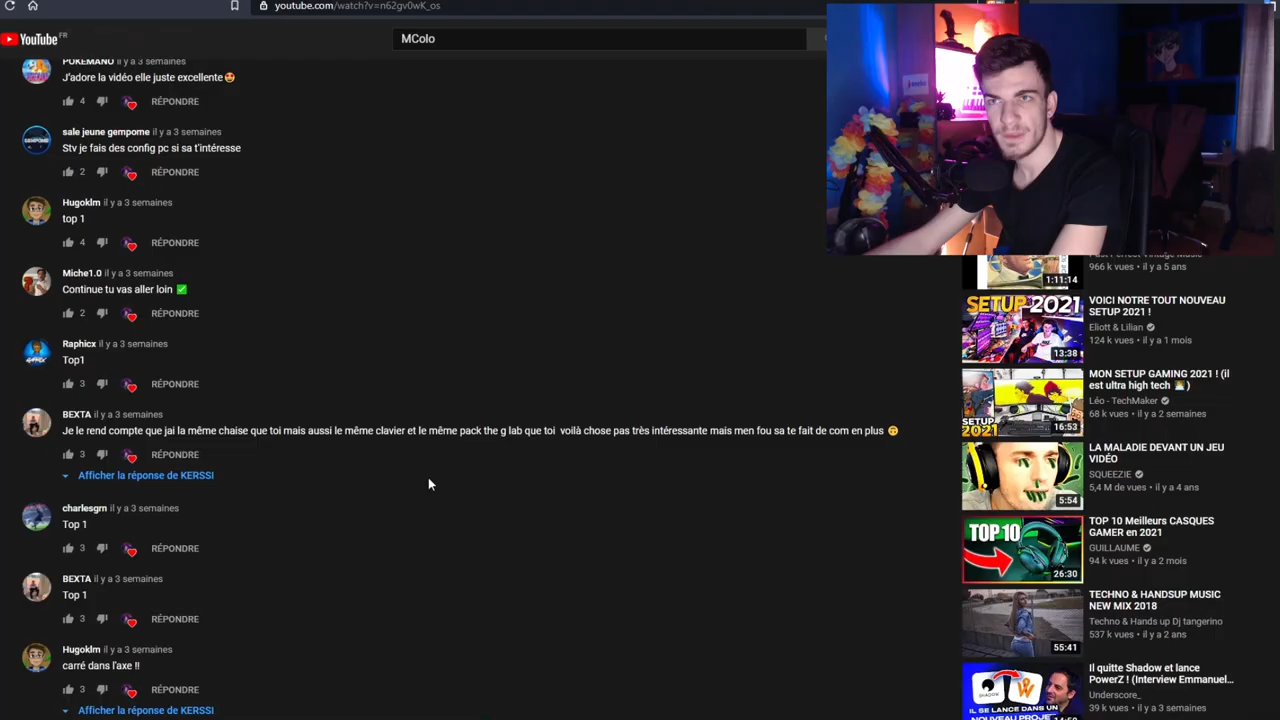 youtube.com/watch?v=n62gv0wK_os
YouTube FR
MColo
POKEMANO il y a 3 semaines
J'adore la vidéo elle juste excellente🤩
4 RÉPONDRE
sale jeune gempome il y a 3 semaines
Stv je fais des config pc si sa t'intéresse
2 RÉPONDRE
Hugoklm il y a 3 semaines
top 1
4 RÉPONDRE
Miche1.0 il y a 3 semaines
Continue tu vas aller loin ✅
2 RÉPONDRE
Raphicx il y a 3 semaines
Top1
3 RÉPONDRE
BEXTA il y a 3 semaines
Je le rend compte que jai la même chaise que toi mais aussi le même clavier et le même pack the g lab que toi voilà chose pas très intéressante mais men fou sa te fait de com en plus 🙃
3 RÉPONDRE
Afficher la réponse de KERSSI
charlesgrn il y a 3 semaines
Top 1
3 RÉPONDRE
BEXTA il y a 3 semaines
Top 1
3 RÉPONDRE
Hugoklm il y a 3 semaines
carré dans l'axe !!
3 RÉPONDRE
Afficher la réponse de KERSSI
966 k vues • il y a 5 ans
1:11:14
SETUP 2021
13:38
VOICI NOTRE TOUT NOUVEAU
SETUP 2021 !
Eliott & Lilian
124 k vues • il y a 1 mois
SETUP
2021
16:53
MON SETUP GAMING 2021 ! (il
est ultra high tech 👨‍💻)
Léo - TechMaker
68 k vues • il y a 2 semaines
5:54
LA MALADIE DEVANT UN JEU
VIDÉO
SQUEEZIE
5,4 M de vues • il y a 4 ans
TOP 10
26:30
TOP 10 Meilleurs CASQUES
GAMER en 2021
GUILLAUME
94 k vues • il y a 2 mois
55:41
TECHNO & HANDSUP MUSIC
NEW MIX 2018
Techno & Hands up Dj tangerino
537 k vues • il y a 2 ans
SHADOW
IL SE LANCE DANS UN
NOUVEAU PROJE
Il quitte Shadow et lance
PowerZ ! (Interview Emmanuel...
Underscore_
39 k vues • il y a 3 semaines